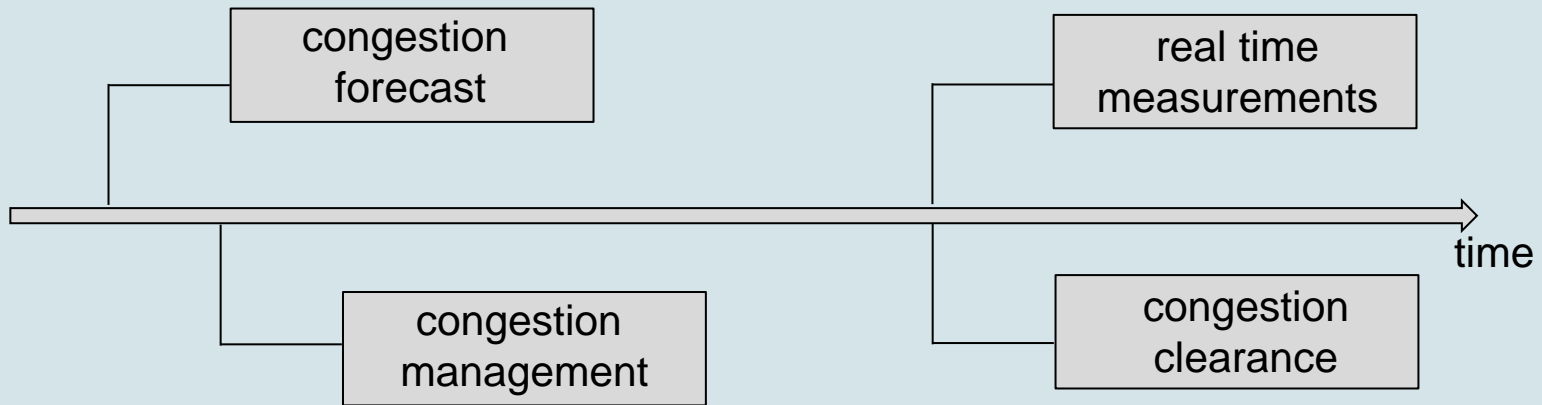 congestion
forecast
real time
measurements
time
congestion
management
congestion
clearance